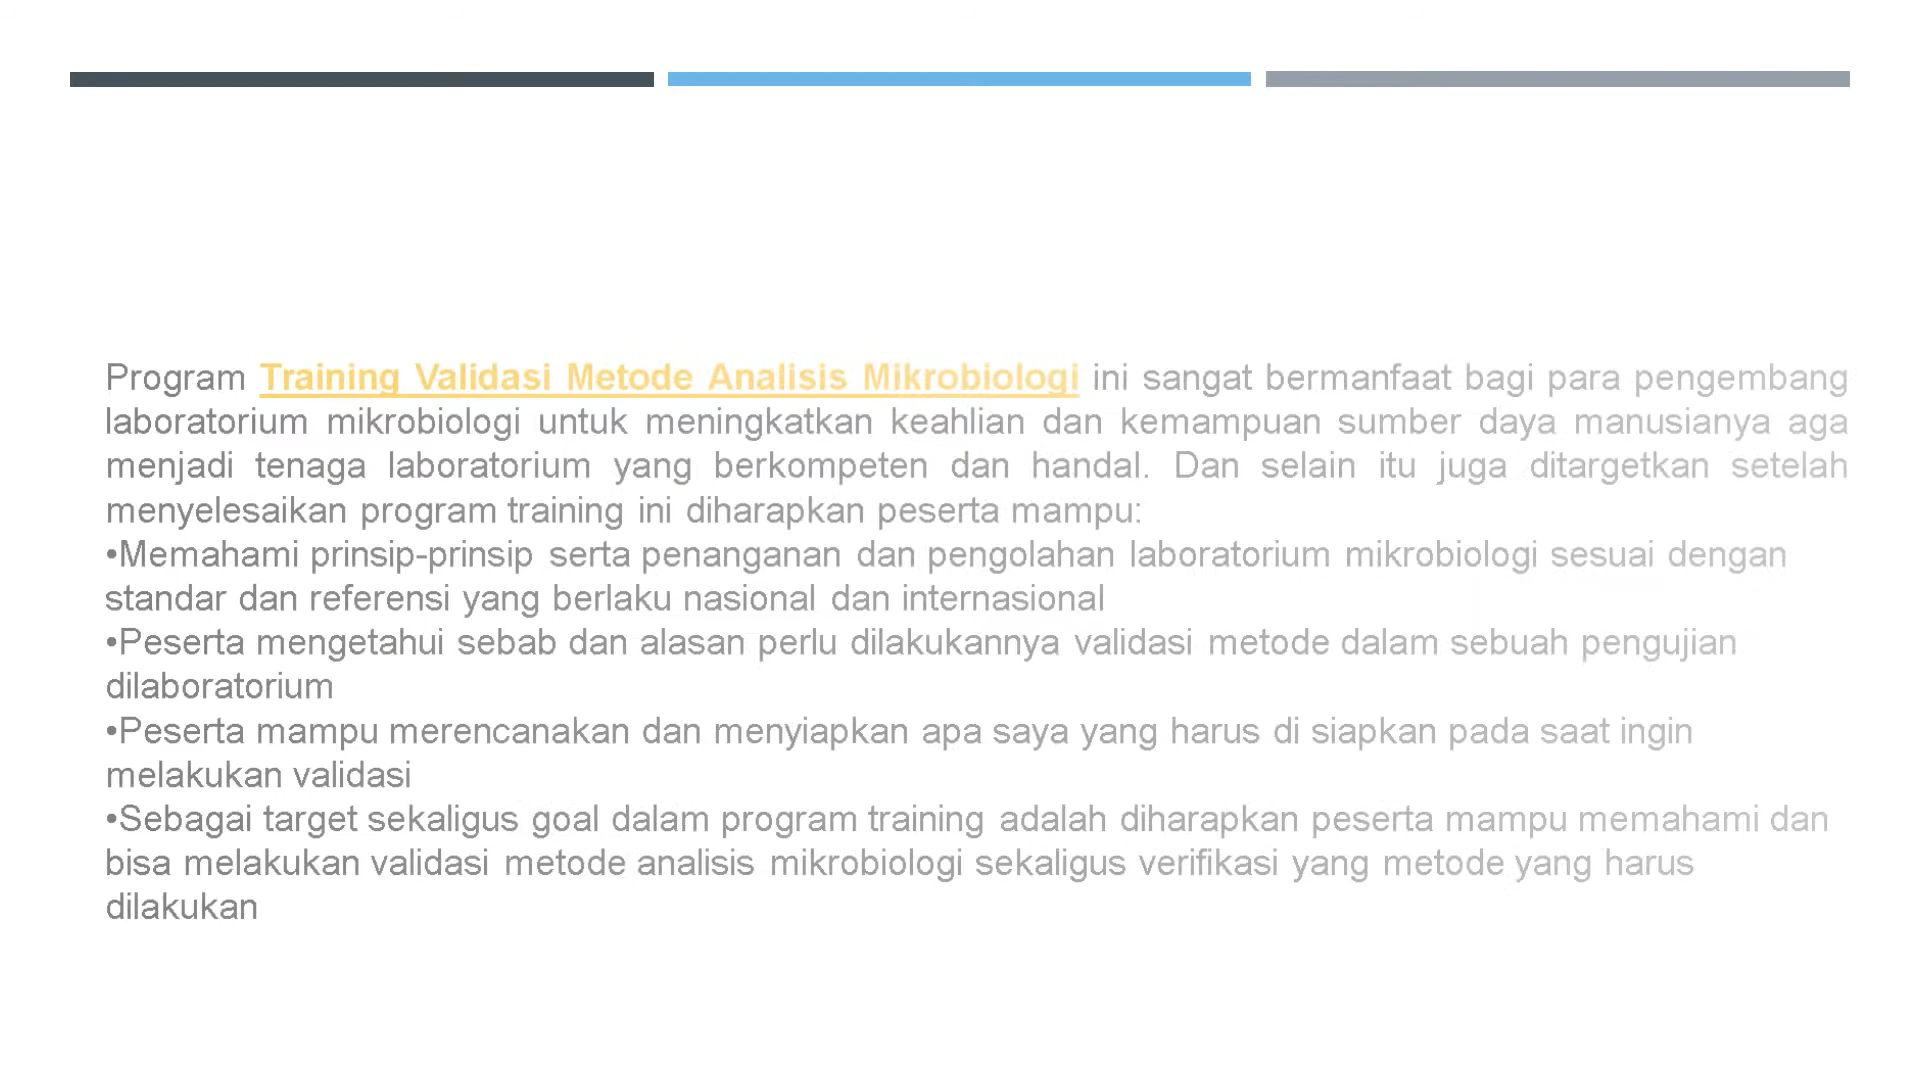 Program Training Validasi Metode Analisis Mikrobiologi ini sangat bermanfaat bagi para pengembang
laboratorium mikrobiologi untuk meningkatkan keahlian dan kemampuan sumber daya manusianya aga
menjadi tenaga laboratorium yang berkompeten dan handal. Dan selain itu juga ditargetkan setelah
menyelesaikan program training ini diharapkan peserta mampu:
•Memahami prinsip-prinsip serta penanganan dan pengolahan laboratorium mikrobiologi sesuai dengan
standar dan referensi yang berlaku nasional dan internasional
•Peserta mengetahui sebab dan alasan perlu dilakukannya validasi metode dalam sebuah pengujian
dilaboratorium
•Peserta mampu merencanakan dan menyiapkan apa saya yang harus di siapkan pada saat ingin
melakukan validasi
•Sebagai target sekaligus goal dalam program training adalah diharapkan peserta mampu memahami dan
bisa melakukan validasi metode analisis mikrobiologi sekaligus verifikasi yang metode yang harus
dilakukan